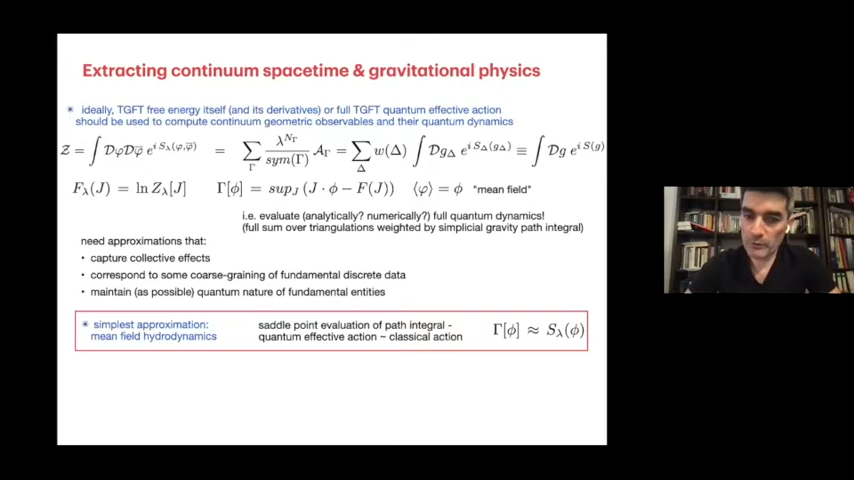 Extracting continuum spacetime & gravitational physics
* ideally, TGFT free energy itself (and its derivatives) or full TGFT quantum effective action
should be used to compute continuum geometric observables and their quantum dynamics
𝒵 = ∫ 𝒟φ𝒟φ̄ e^{i S_λ(φ,φ̄)} = ∑_Γ λ^{N_Γ}/sym(Γ) 𝒜_Γ = ∑_Δ w(Δ) ∫ 𝒟g_Δ e^{i S_Δ(g_Δ)} ≡ ∫ 𝒟g e^{i S(g)}
F_λ(J) = ln Z_λ[J] Γ[ϕ] = sup_J (J · ϕ − F(J)) ⟨φ⟩ = ϕ "mean field"
i.e. evaluate (analytically? numerically?) full quantum dynamics!
(full sum over triangulations weighted by simplicial gravity path integral)
need approximations that:
• capture collective effects
• correspond to some coarse-graining of fundamental discrete data
• maintain (as possible) quantum nature of fundamental entities
* simplest approximation: saddle point evaluation of path integral - Γ[ϕ] ≈ S_λ(ϕ)
mean field hydrodynamics quantum effective action ~ classical action